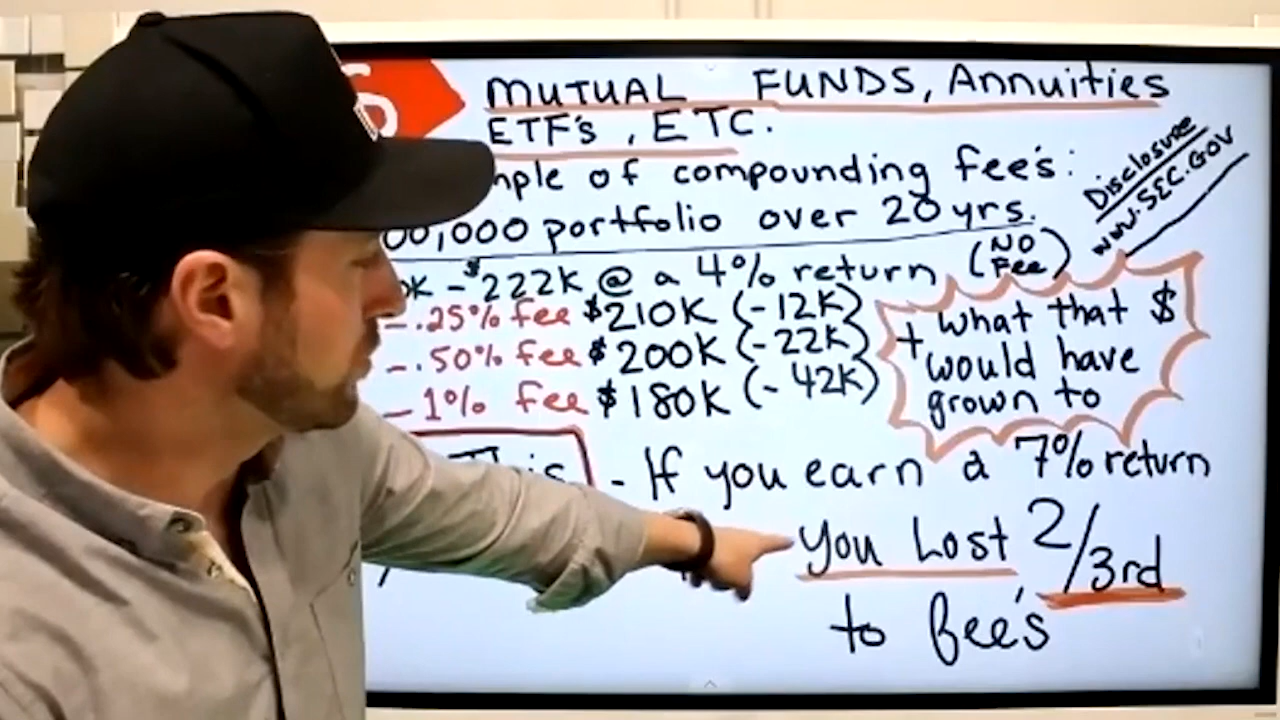 MUTUAL FUNDS, Annuities
ETF's, ETC.
of compounding fee's:
Disclosure
www.SEC.GOV
00,000 portfolio over 20 yrs.
K - $222K @ a 4% return (NO Fee)
- .25% fee $210K (-12K)
- .50% fee $200K (-22K)
- 1% fee $180K (-42K)
+ what that $
would have
grown to
This - If you earn a 7% return
you Lost 2/3rd
to fee's